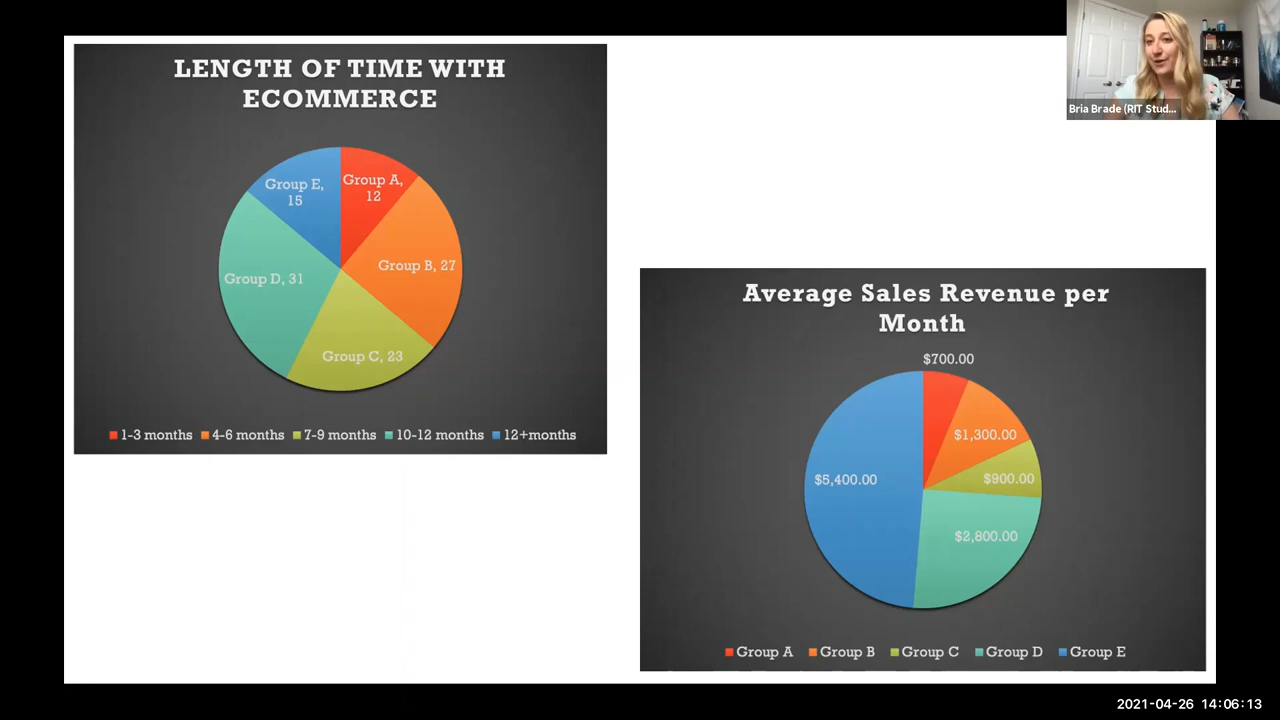 LENGTH OF TIME WITH
ECOMMERCE
Group E,
15
Group A,
12
Group B, 27
Group D, 31
Group C, 23
1-3 months 4-6 months 7-9 months 10-12 months 12+months
Bria Brade (RIT Stud...
Average Sales Revenue per
Month
$700.00
$1,300.00
$5,400.00
$900.00
$2,800.00
Group A Group B Group C Group D Group E
2021-04-26 14:06:13